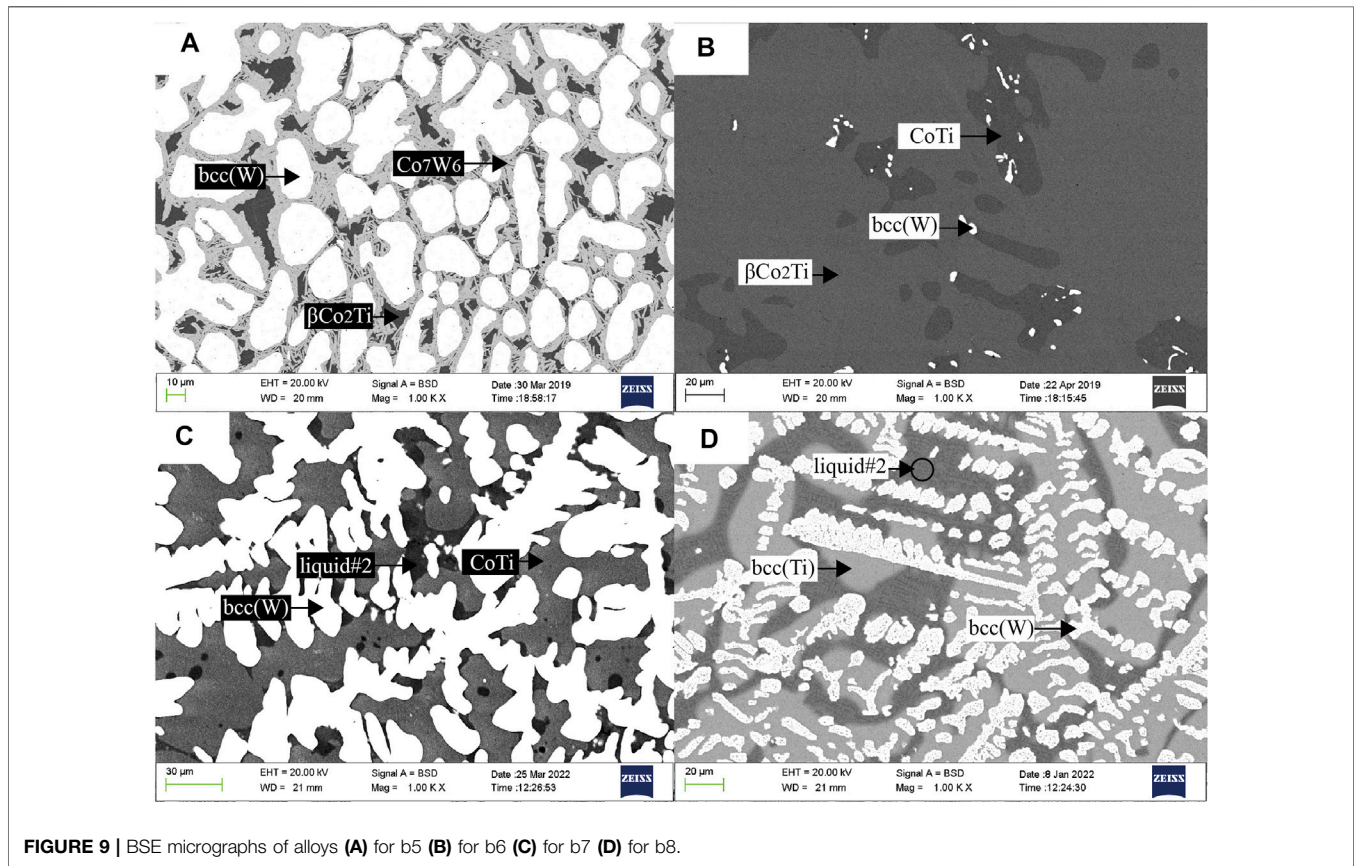 A
bcc(W)
Co7W6
βCo2Ti
10 µm
EHT = 20.00 kV
Signal A = BSD
Date :30 Mar 2019
WD = 20 mm
Mag = 1.00 K X
Time :18:58:17
ZEISS
B
CoTi
bcc(W)
βCo2Ti
20 µm
EHT = 20.00 kV
Signal A = BSD
Date :22 Apr 2019
WD = 20 mm
Mag = 1.00 K X
Time :18:15:45
ZEISS
C
liquid#2
CoTi
bcc(W)
30 µm
EHT = 20.00 kV
Signal A = BSD
Date :25 Mar 2022
WD = 21 mm
Mag = 1.00 K X
Time :12:26:53
ZEISS
D
liquid#2
bcc(Ti)
bcc(W)
20 µm
EHT = 20.00 kV
Signal A = BSD
Date :8 Jan 2022
WD = 21 mm
Mag = 1.00 K X
Time :12:24:30
ZEISS
FIGURE 9 | BSE micrographs of alloys (A) for b5 (B) for b6 (C) for b7 (D) for b8.